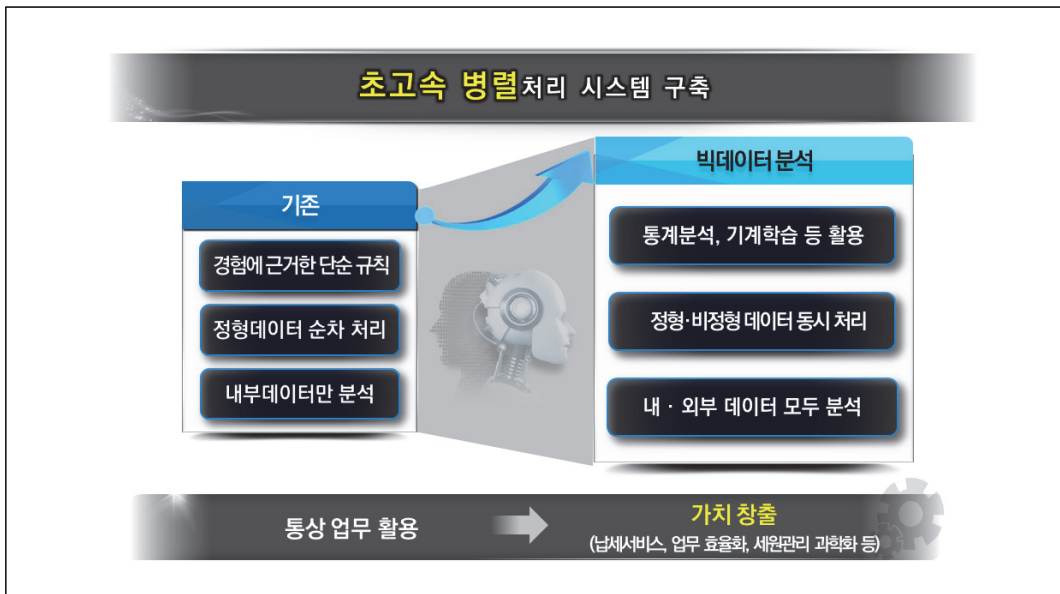 초고속 병렬처리 시스템 구축
기존
경험에 근거한 단순 규칙
정형데이터 순차 처리
내부데이터만 분석
빅데이터 분석
통계분석, 기계학습 등 활용
정형·비정형 데이터 동시 처리
내 · 외부 데이터 모두 분석
통상 업무 활용
가치 창출
(납세서비스, 업무 효율화, 세원관리 과학화 등)